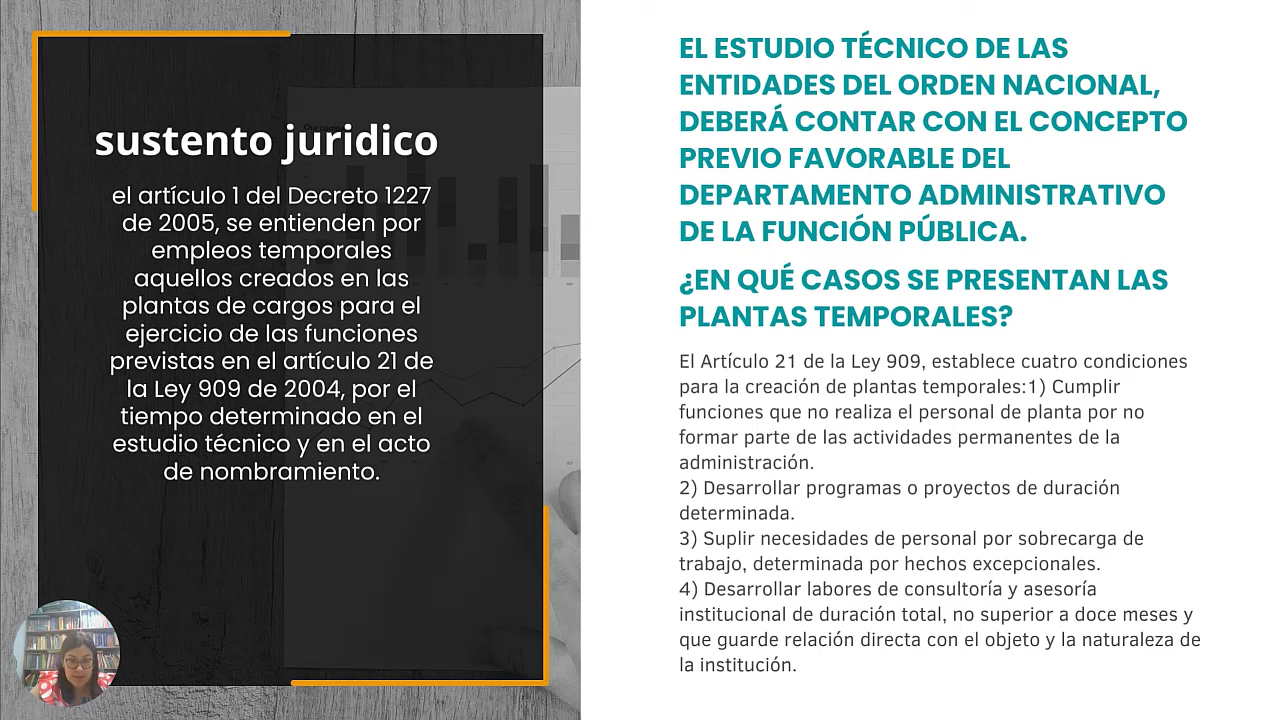 sustento juridico
el artículo 1 del Decreto 1227
de 2005, se entienden por
empleos temporales
aquellos creados en las
plantas de cargos para el
ejercicio de las funciones
previstas en el artículo 21 de
la Ley 909 de 2004, por el
tiempo determinado en el
estudio técnico y en el acto
de nombramiento.
EL ESTUDIO TÉCNICO DE LAS
ENTIDADES DEL ORDEN NACIONAL,
DEBERÁ CONTAR CON EL CONCEPTO
PREVIO FAVORABLE DEL
DEPARTAMENTO ADMINISTRATIVO
DE LA FUNCIÓN PÚBLICA.
¿EN QUÉ CASOS SE PRESENTAN LAS
PLANTAS TEMPORALES?
El Artículo 21 de la Ley 909, establece cuatro condiciones
para la creación de plantas temporales:1) Cumplir
funciones que no realiza el personal de planta por no
formar parte de las actividades permanentes de la
administración.
2) Desarrollar programas o proyectos de duración
determinada.
3) Suplir necesidades de personal por sobrecarga de
trabajo, determinada por hechos excepcionales.
4) Desarrollar labores de consultoría y asesoría
institucional de duración total, no superior a doce meses y
que guarde relación directa con el objeto y la naturaleza de
la institución.